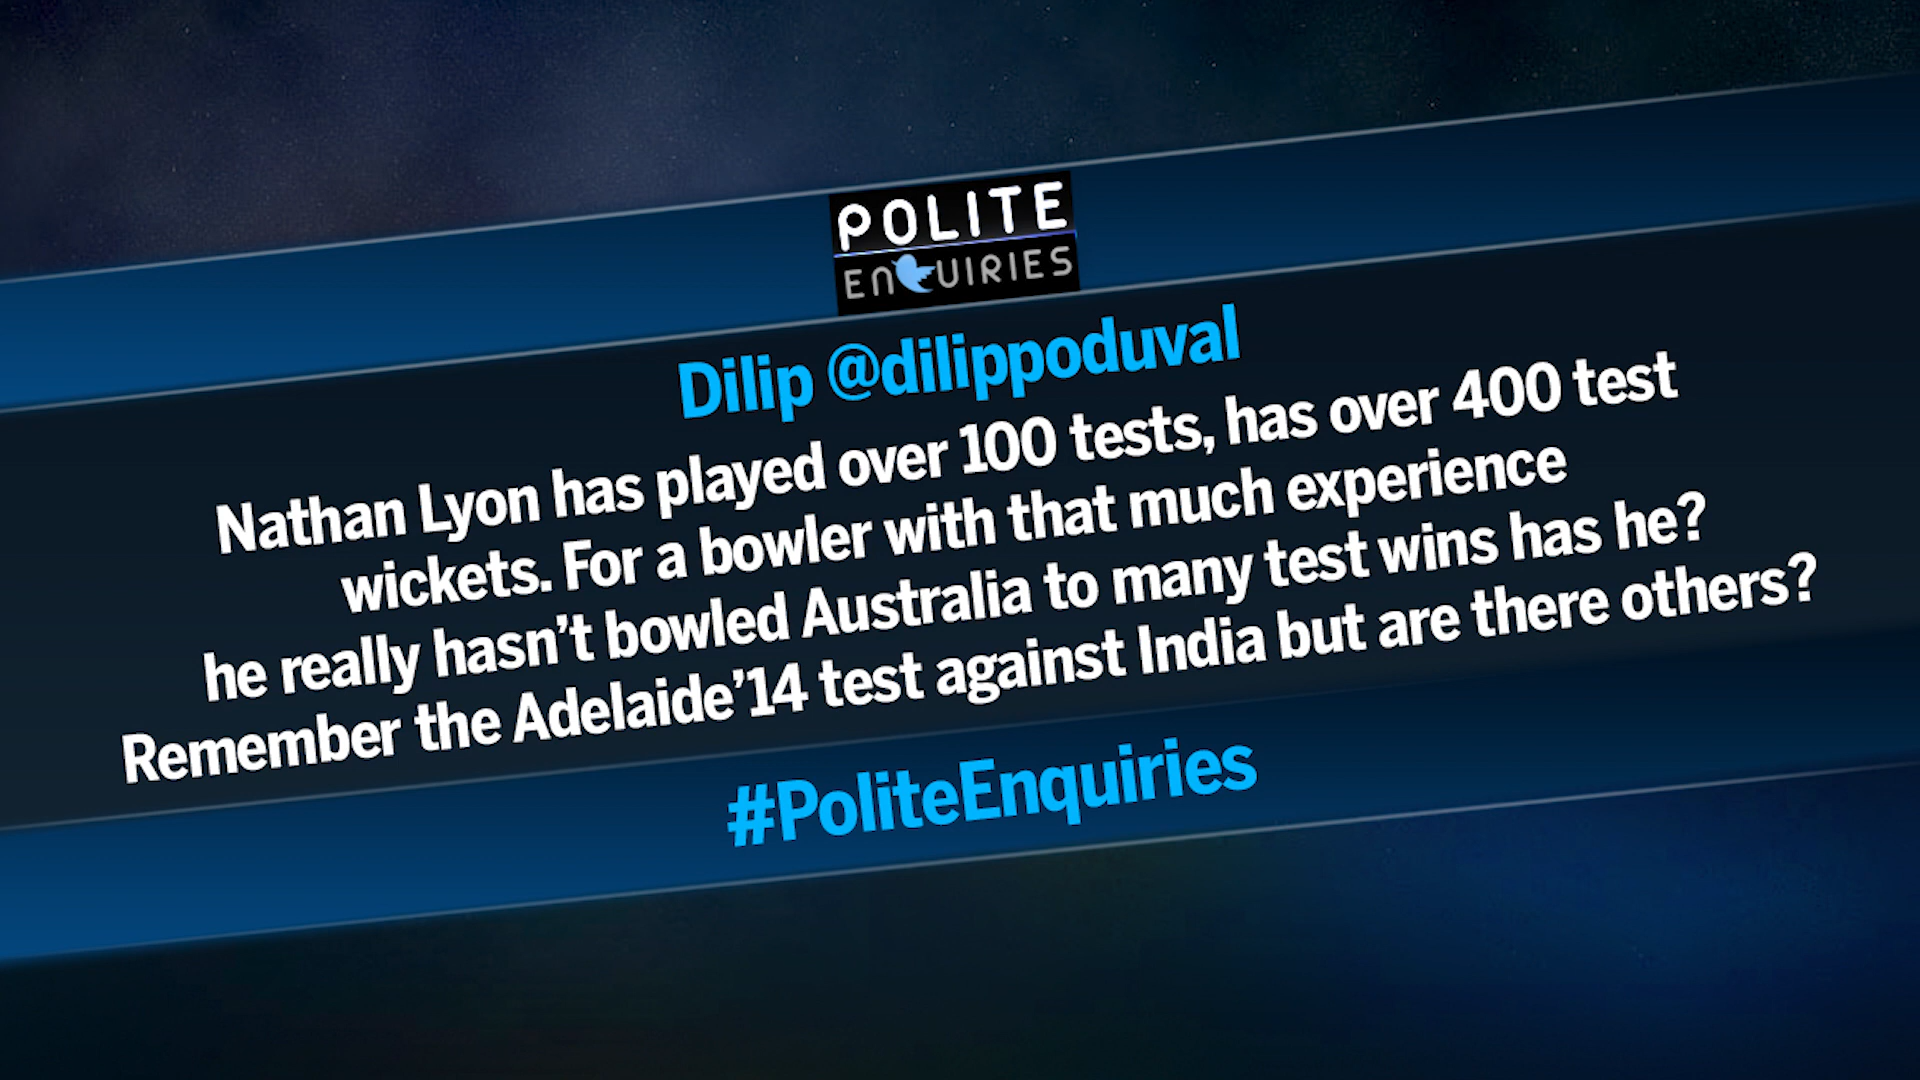 POLITE
ENQUIRIES
Dilip @dilippoduval
Nathan Lyon has played over 100 tests, has over 400 test
wickets. For a bowler with that much experience
he really hasn't bowled Australia to many test wins has he?
Remember the Adelaide'14 test against India but are there others?
#PoliteEnquiries